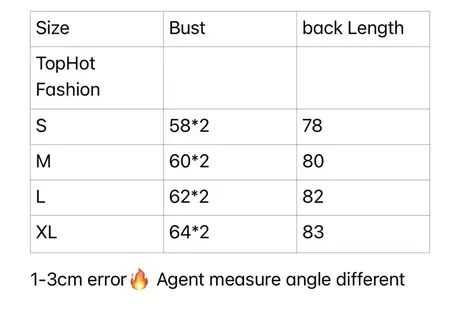 Size Bust back Length
TopHot
Fashion
S 58*2 78
M 60*2 80
L 62*2 82
XL 64*2 83
1-3cm error🔥 Agent measure angle different